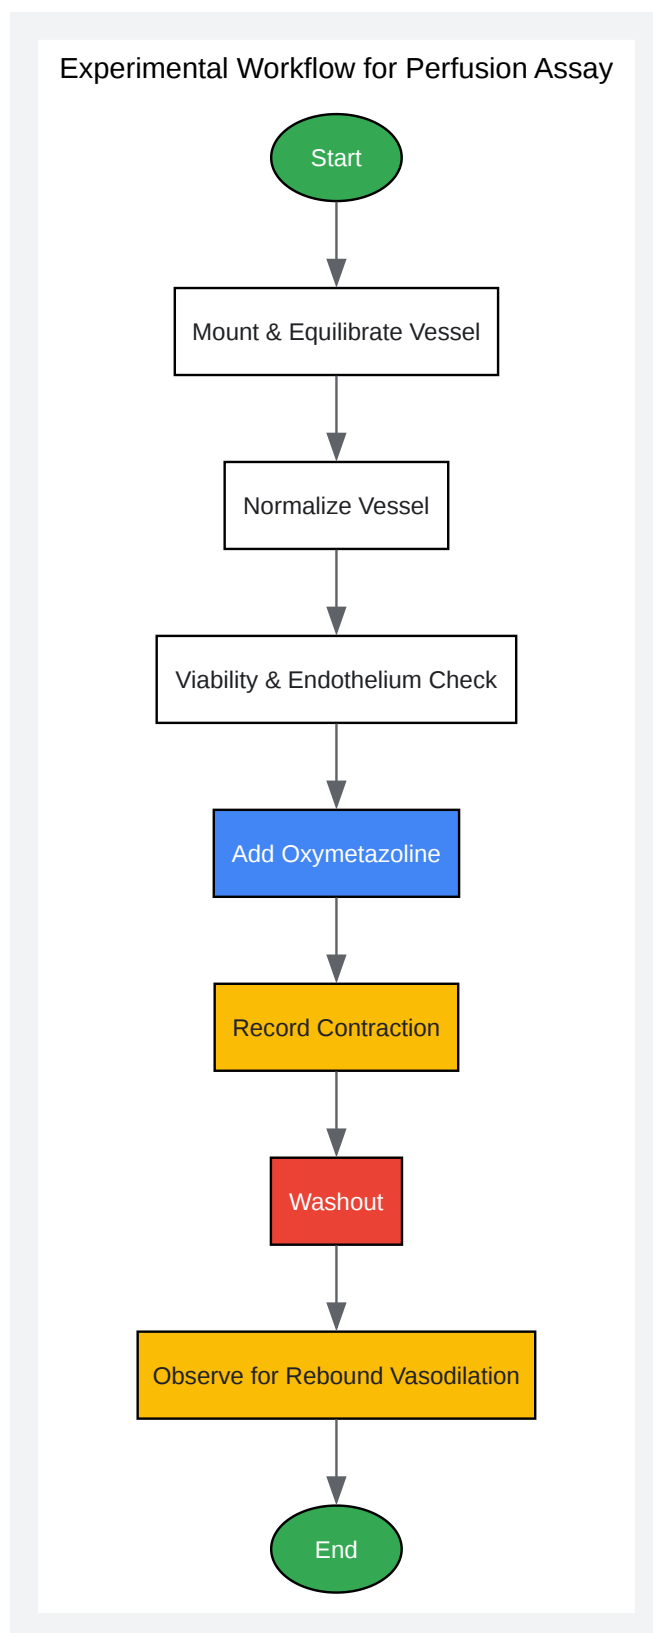 Experimental Workflow for Perfusion Assay
Start
Mount & Equilibrate Vessel
Normalize Vessel
Viability & Endothelium Check
Add Oxymetazoline
Record Contraction
Washout
Observe for Rebound Vasodilation
End